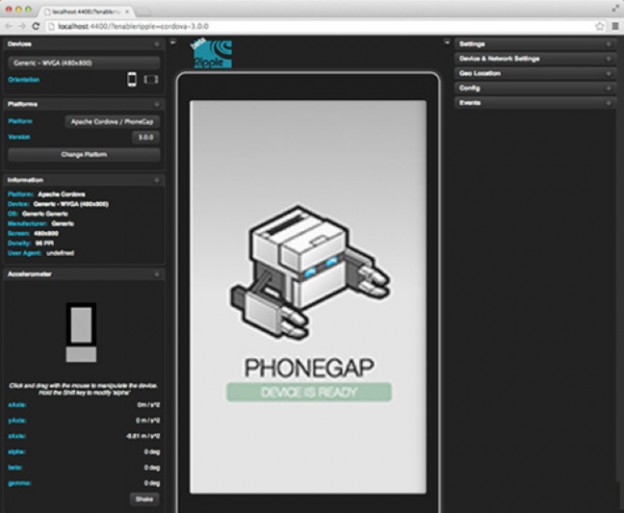 localhost:4400/?enableripple=cordova-3.0.0
Devices
Generic - WVGA (480x800)
Orientation
Platforms
Platform Apache Cordova / PhoneGap
Version 3.0.0
Change Platform
Information
Platform: Apache Cordova
Device: Generic - WVGA (480x800)
OS: Generic Generic
Manufacturer: Generic
Screen: 480x800
Density: 96 PPI
User Agent: undefined
Accelerometer
Click and drag with the mouse to manipulate the device.
Hold the Shift key to modify 'alpha'
xAxis: 0 m / s^2
yAxis: 0 m / s^2
zAxis: -9.81 m / s^2
alpha: 0 deg
beta: 0 deg
gamma: 0 deg
Shake
Ripple
PHONEGAP
DEVICE IS READY
Settings
Device & Network Settings
Geo Location
Config
Events